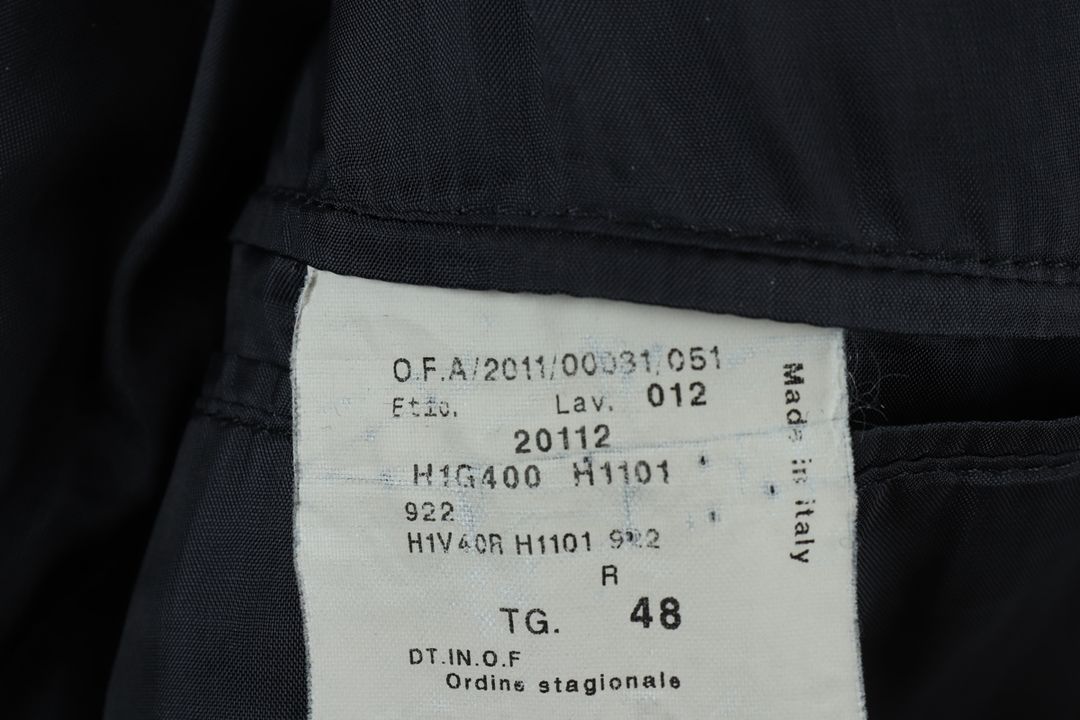 O.F.A/2011/00031/051
Etic. Lav. 012
20112
H1G400 H1101
922
H1V40R H1101 922
R
TG. 48
DT.IN.O.F
Ordine stagionale
Made in italy